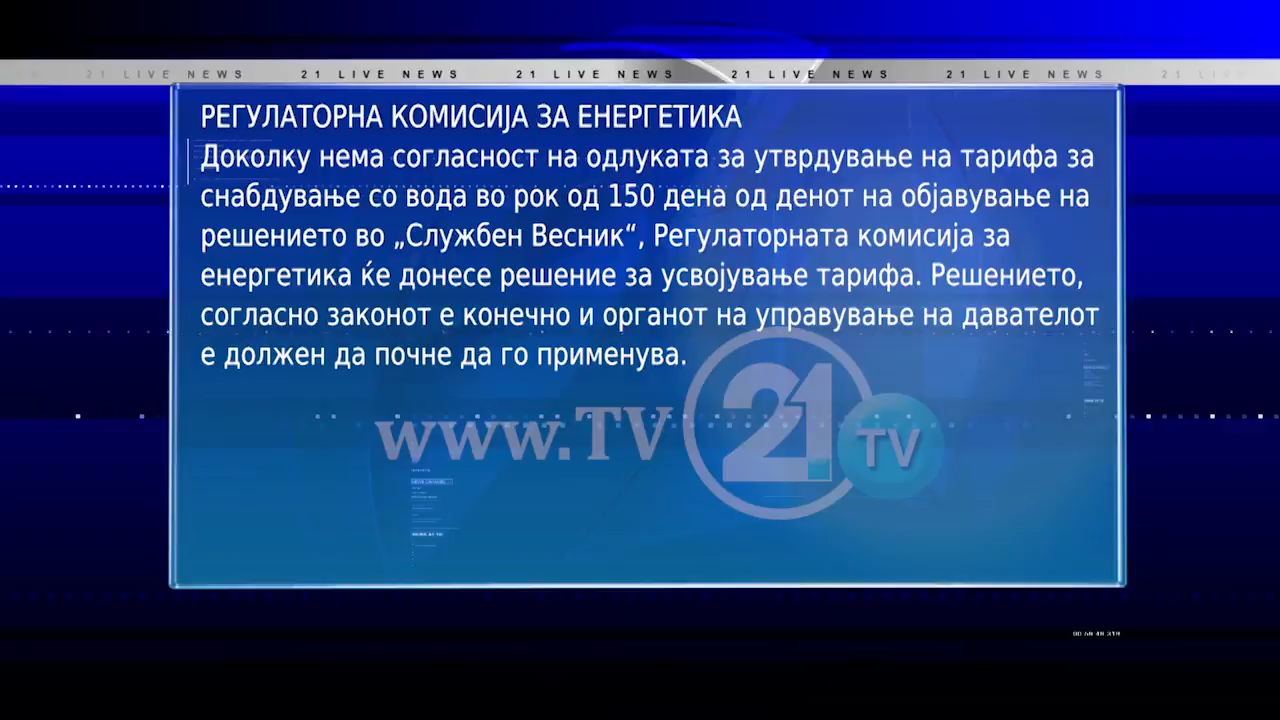 21 LIVE NEWS 21 LIVE NEWS 21 LIVE NEWS 21 LIVE NEWS 21 LIVE NEWS
РЕГУЛАТОРНА КОМИСИЈА ЗА ЕНЕРГЕТИКА
Доколку нема согласност на одлуката за утврдување на тарифа за
снабдување со вода во рок од 150 дена од денот на објавување на
решението во „Службен Весник“, Регулаторната комисија за
енергетика ќе донесе решение за усвојување тарифа. Решението,
согласно законот е конечно и органот на управување на давателот
е должен да почне да го применува.
www.TV 21 TV